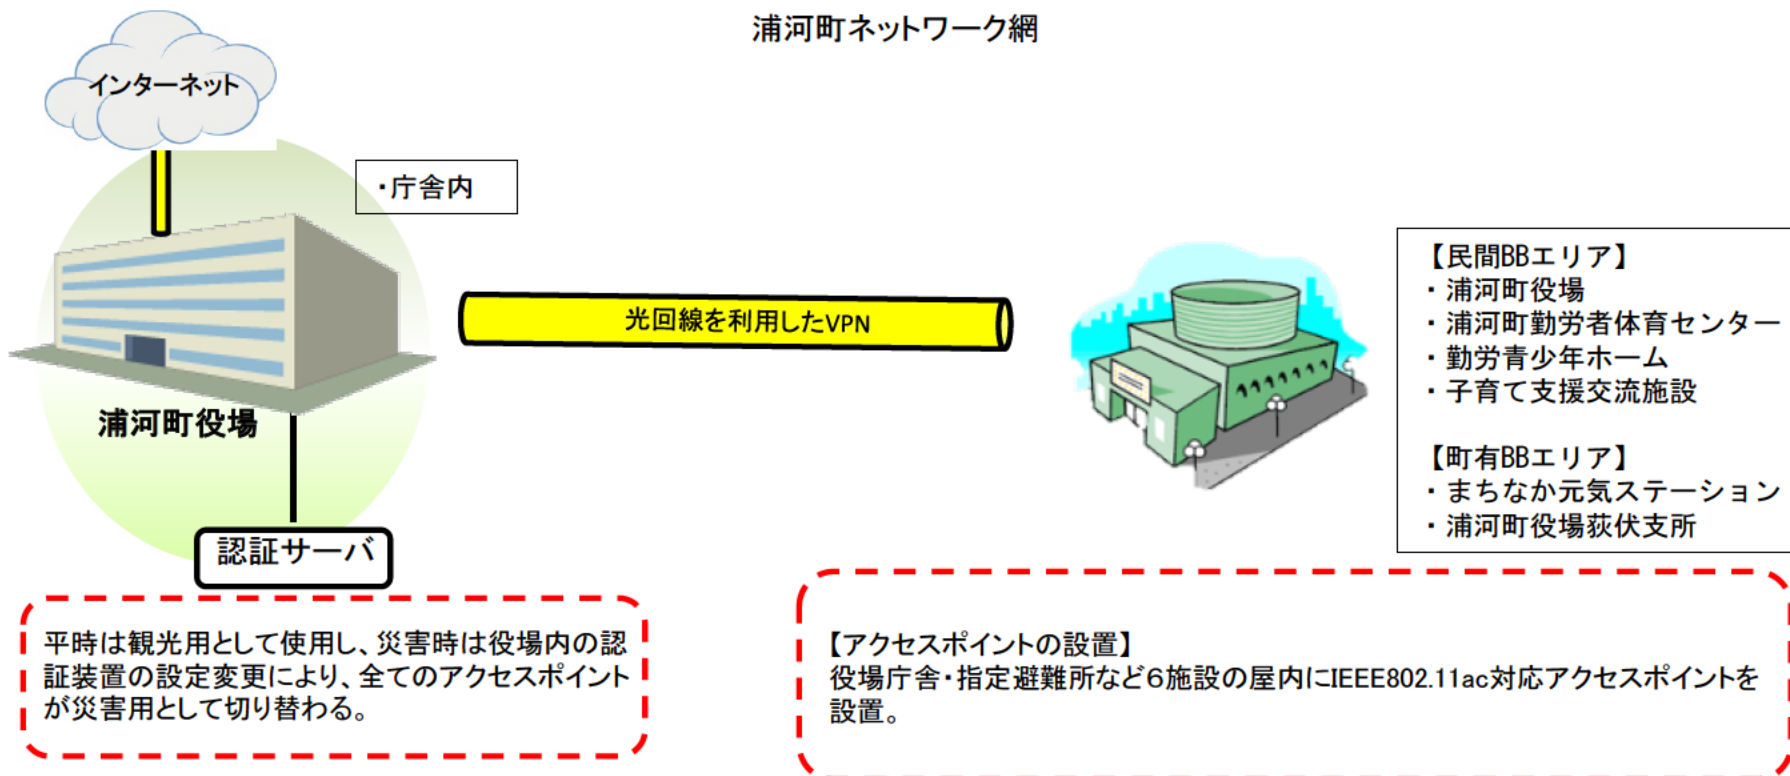 浦河町ネットワーク網
インターネット
・庁舎内
光回線を利用したVPN
浦河町役場
認証サーバ
【民間BBエリア】
・浦河町役場
・浦河町勤労者体育センター
・勤労青少年ホーム
・子育て支援交流施設
【町有BBエリア】
・まちなか元気ステーション
・浦河町役場荻伏支所
平時は観光用として使用し、災害時は役場内の認
証装置の設定変更により、全てのアクセスポイント
が災害用として切り替わる。
【アクセスポイントの設置】
役場庁舎・指定避難所など6施設の屋内にIEEE802.11ac対応アクセスポイントを
設置。